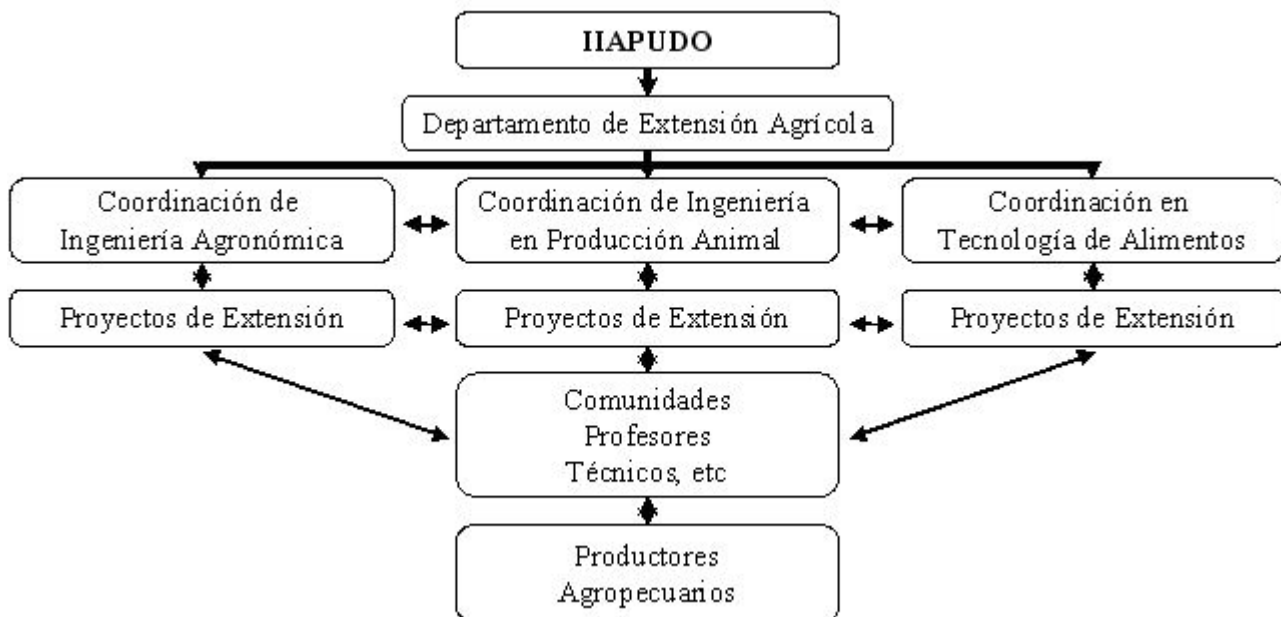 IIAPUDO
Departamento de Extensión Agrícola
Coordinación de
Ingeniería Agronómica
Coordinación de Ingeniería
en Producción Animal
Coordinación en
Tecnología de Alimentos
Proyectos de Extensión
Proyectos de Extensión
Proyectos de Extensión
Comunidades
Profesores
Técnicos, etc
Productores
Agropecuarios